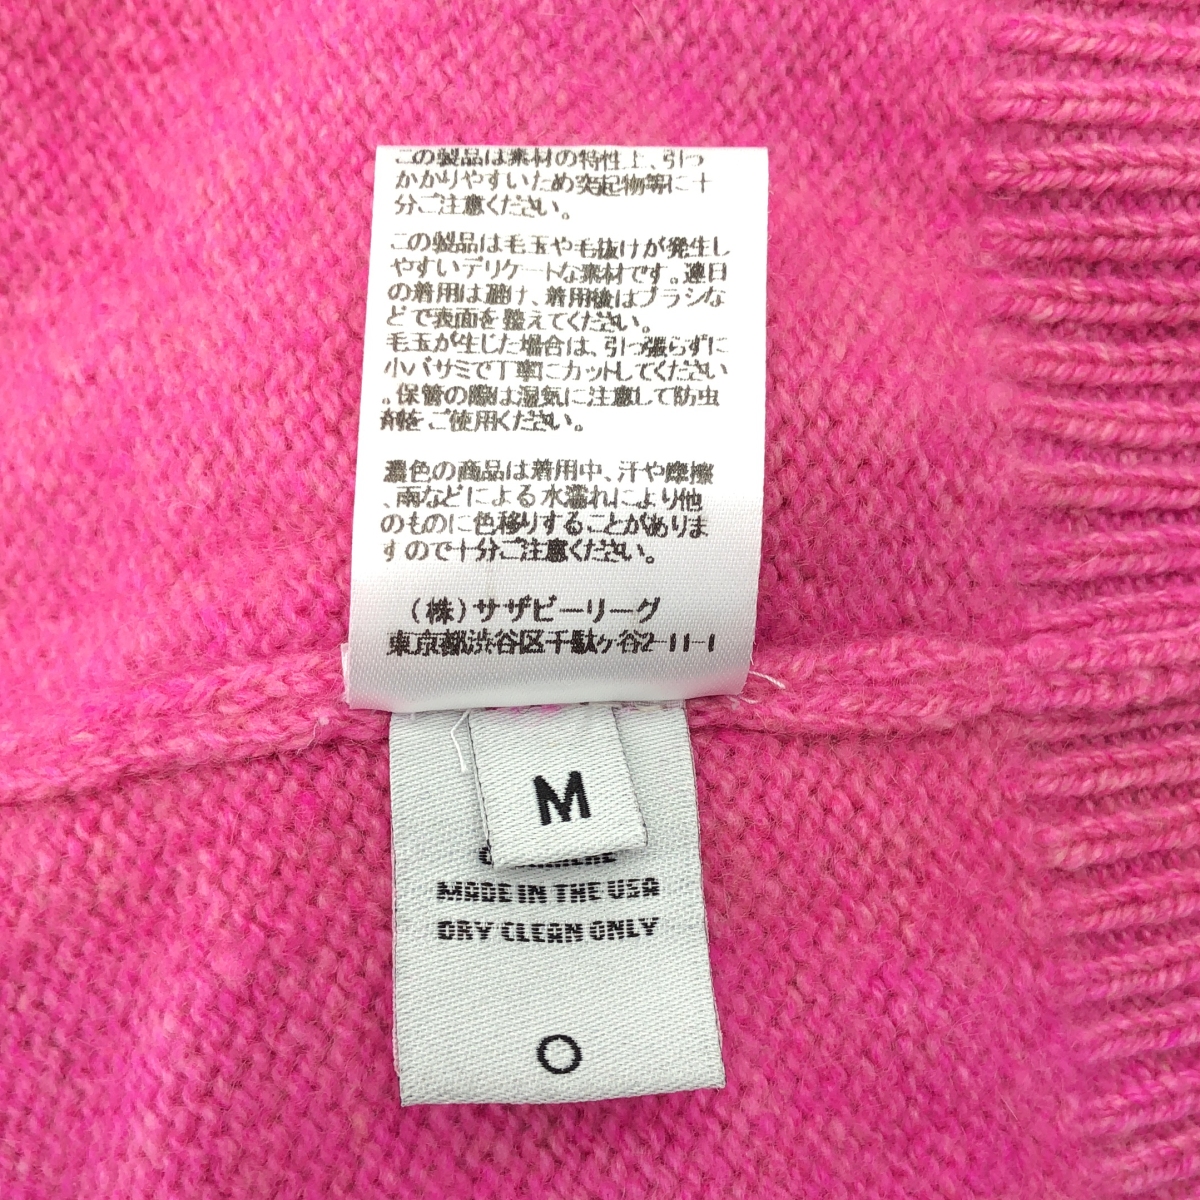 この製品は素材の特性上、引っ
かかりやすいため突起物等に十
分ご注意ください。
この製品は毛玉や毛抜けが発生し
やすいデリケートな素材です。連日
の着用は避け、着用後はブラシな
どで表面を整えてください。
毛玉が生じた場合は、引っ張らずに
小バサミで丁寧にカットしてください
。保管の際は湿気に注意して防虫
剤をご使用ください。
濃色の商品は着用中、汗や摩擦
、雨などによる水濡れにより他
のものに色移りすることがありま
すので十分ご注意ください。
(株)サザビーリーグ
東京都渋谷区千駄ヶ谷2-11-1
M
MADE IN THE USA
DRY CLEAN ONLY
O